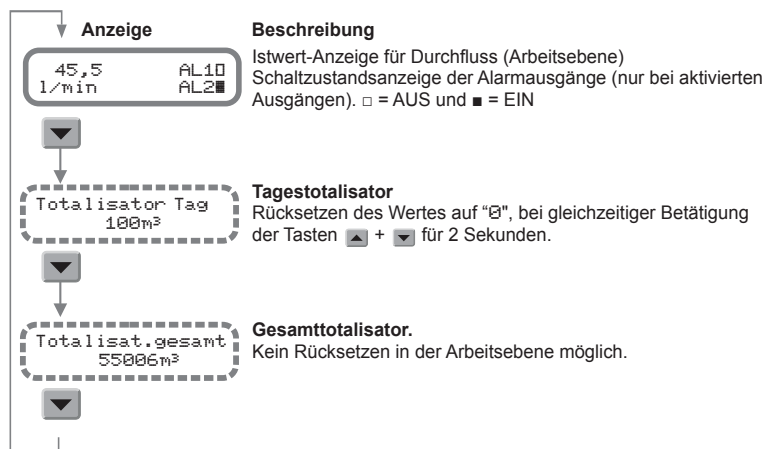 Anzeige Beschreibung
45,5 AL1□
l/min AL2■
Istwert-Anzeige für Durchfluss (Arbeitsebene)
Schaltzustandsanzeige der Alarmausgänge (nur bei aktivierten
Ausgängen). □ = AUS und ■ = EIN
Totalisator Tag
100m³
Tagestotalisator
Rücksetzen des Wertes auf “0", bei gleichzeitiger Betätigung
der Tasten ▲ + ▼ für 2 Sekunden.
Totalisat.gesamt
55006m³
Gesamttotalisator.
Kein Rücksetzen in der Arbeitsebene möglich.